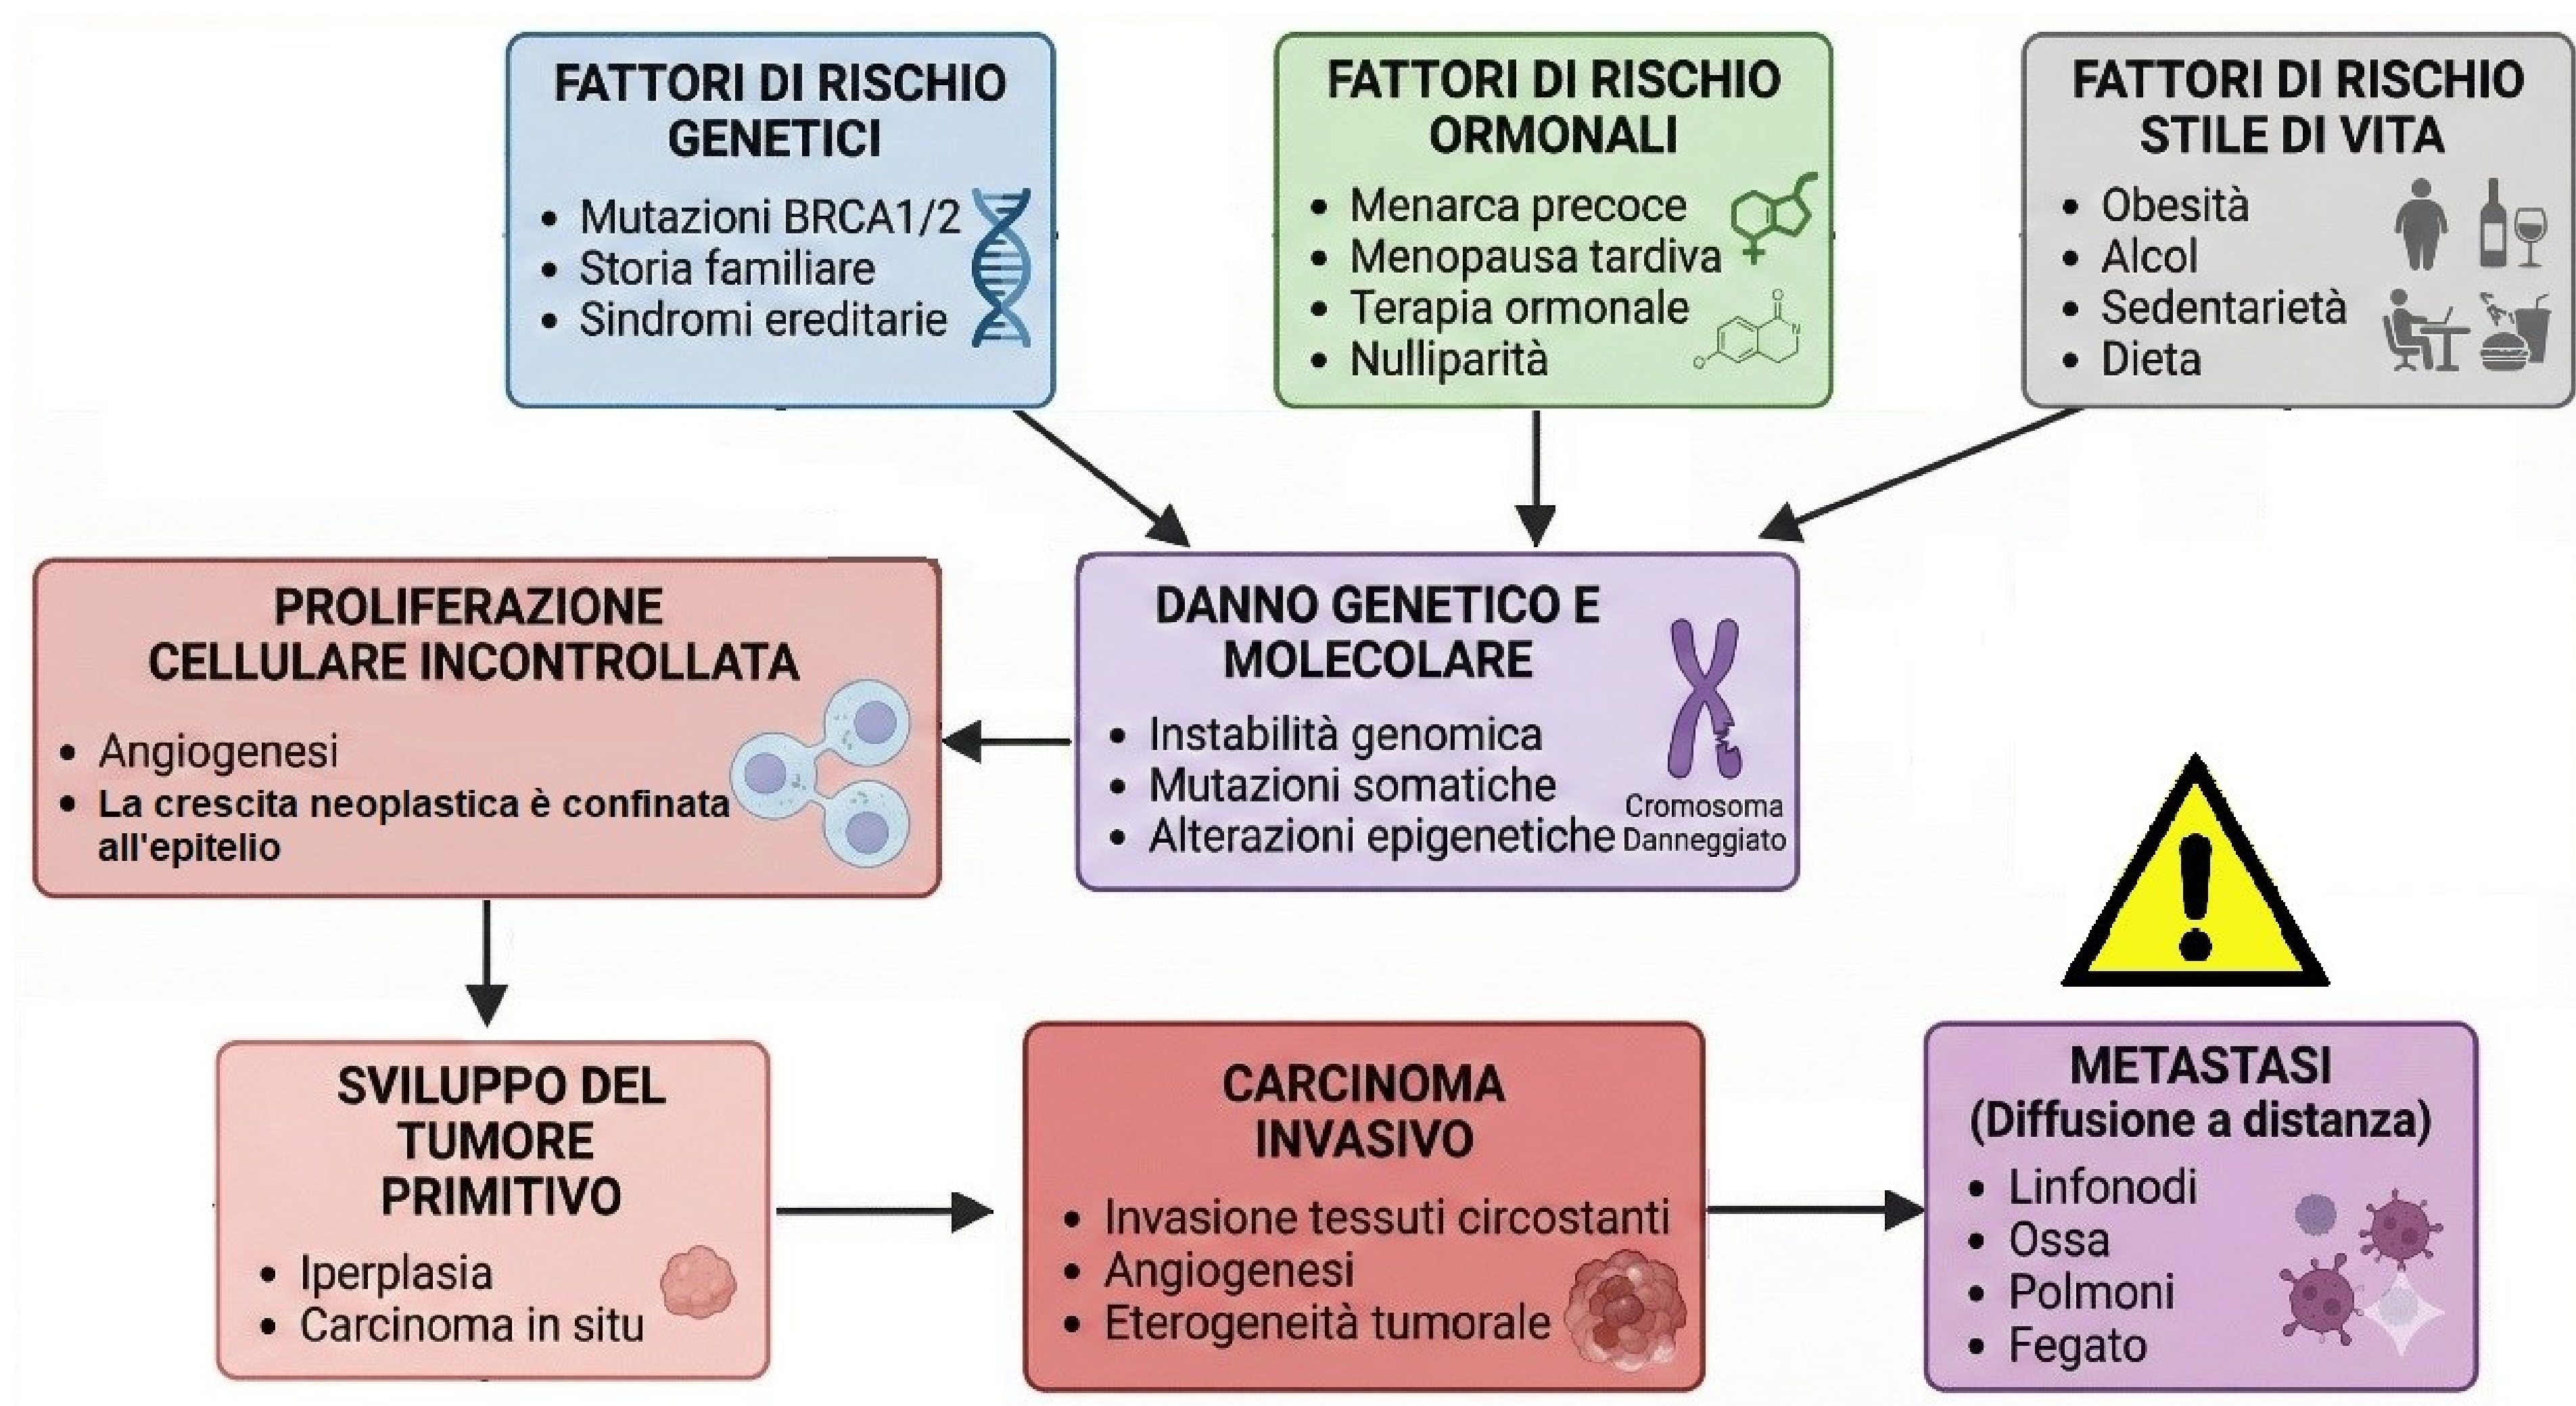 FATTORI DI RISCHIO
GENETICI
• Mutazioni BRCA1/2
• Storia familiare
• Sindromi ereditarie
FATTORI DI RISCHIO
ORMONALI
• Menarca precoce
• Menopausa tardiva
• Terapia ormonale
• Nulliparità
FATTORI DI RISCHIO
STILE DI VITA
• Obesità
• Alcol
• Sedentarietà
• Dieta
PROLIFERAZIONE
CELLULARE INCONTROLLATA
• Angiogenesi
• La crescita neoplastica è confinata
all'epitelio
DANNO GENETICO E
MOLECOLARE
• Instabilità genomica
• Mutazioni somatiche
• Alterazioni epigenetiche
Cromosoma
Danneggiato
SVILUPPO DEL
TUMORE
PRIMITIVO
• Iperplasia
• Carcinoma in situ
CARCINOMA
INVASIVO
• Invasione tessuti circostanti
• Angiogenesi
• Eterogeneità tumorale
METASTASI
(Diffusione a distanza)
• Linfonodi
• Ossa
• Polmoni
• Fegato